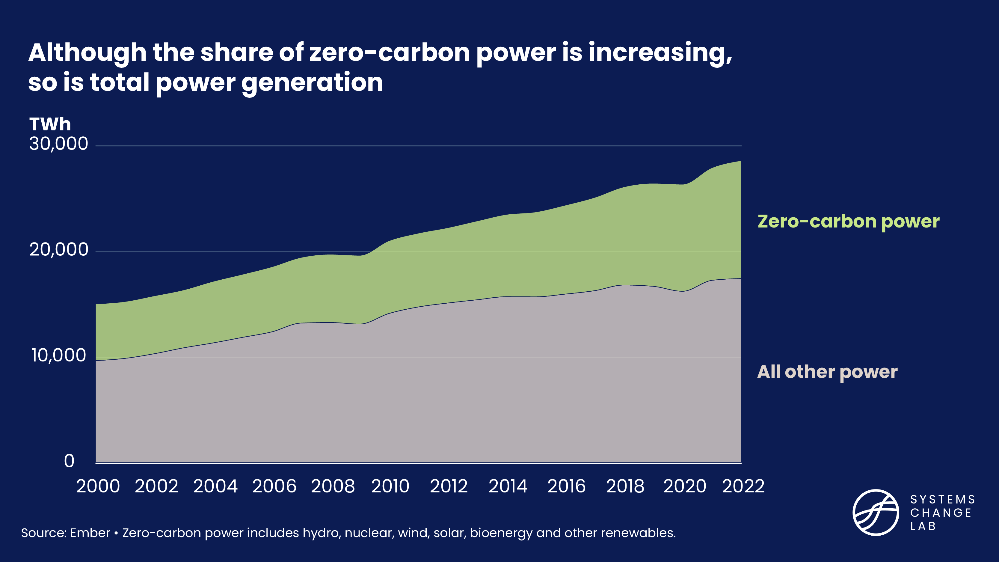 Although the share of zero-carbon power is increasing,
so is total power generation
TWh
30,000
20,000
10,000
0
Zero-carbon power
All other power
2000 2002 2004 2006 2008 2010 2012 2014 2016 2018 2020 2022
Source: Ember • Zero-carbon power includes hydro, nuclear, wind, solar, bioenergy and other renewables.
SYSTEMS
CHANGE
LAB